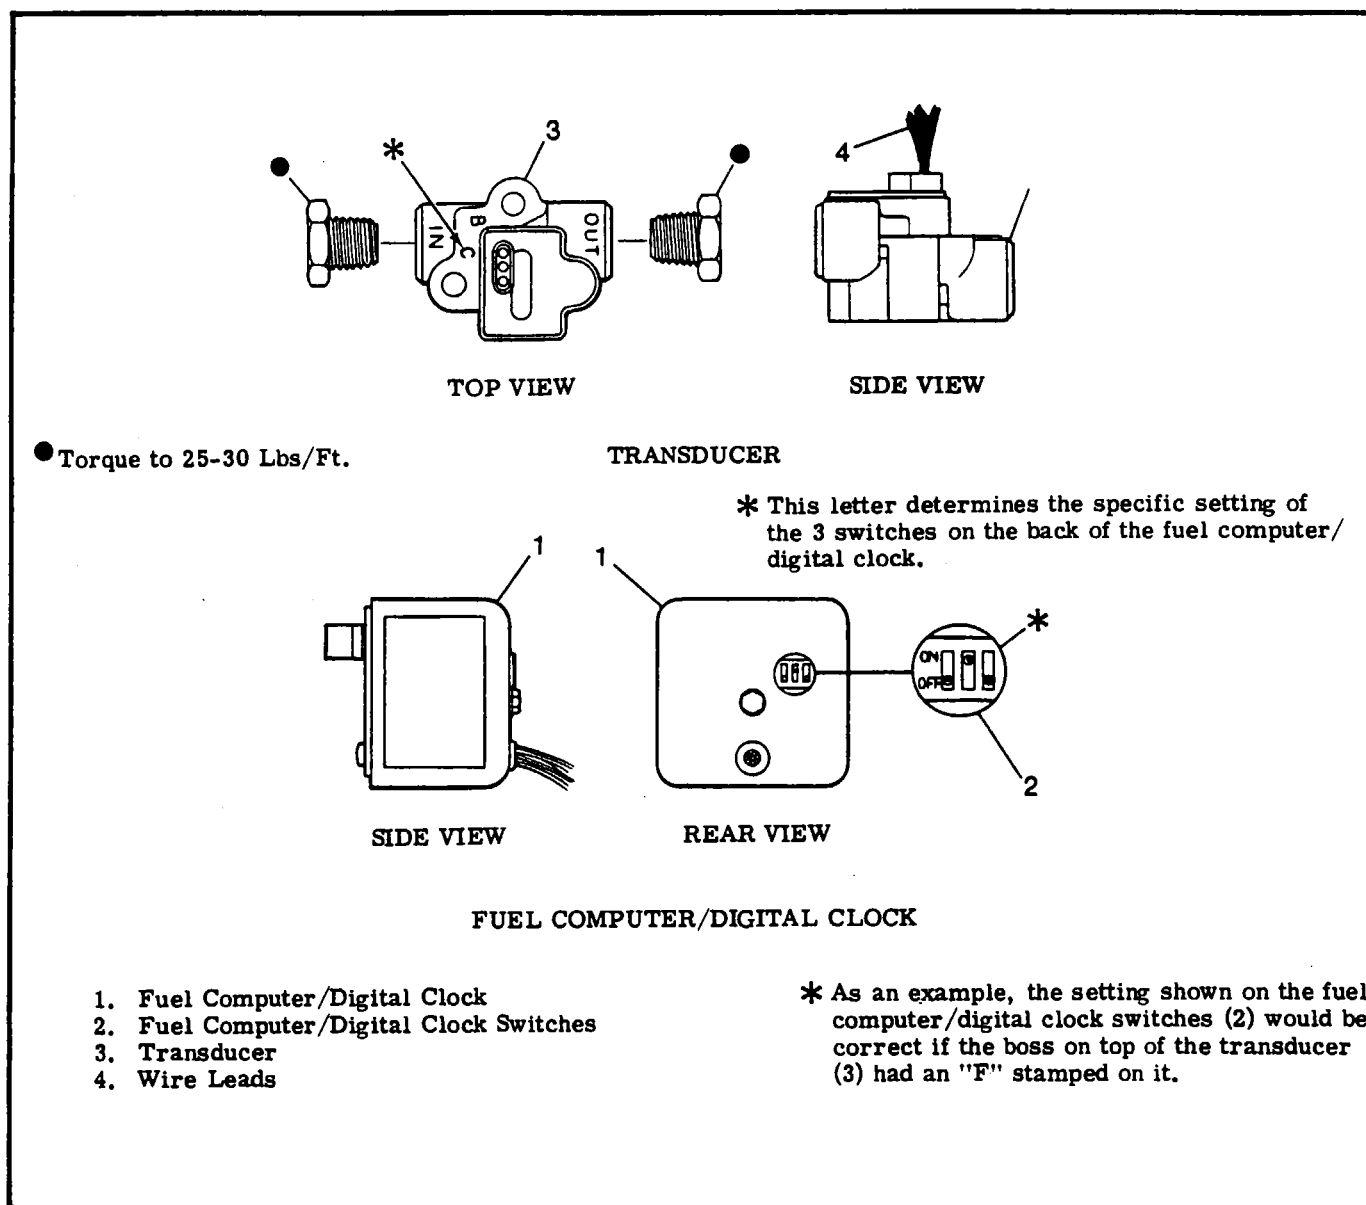 3
4
IN
B
C
OUT
TOP VIEW
SIDE VIEW
● Torque to 25-30 Lbs/Ft.
TRANSDUCER
* This letter determines the specific setting of
the 3 switches on the back of the fuel computer/
digital clock.
1
1
*
ON
OFF
2
SIDE VIEW
REAR VIEW
FUEL COMPUTER/DIGITAL CLOCK
1. Fuel Computer/Digital Clock
2. Fuel Computer/Digital Clock Switches
3. Transducer
4. Wire Leads
* As an example, the setting shown on the fuel
computer/digital clock switches (2) would be
correct if the boss on top of the transducer
(3) had an "F" stamped on it.